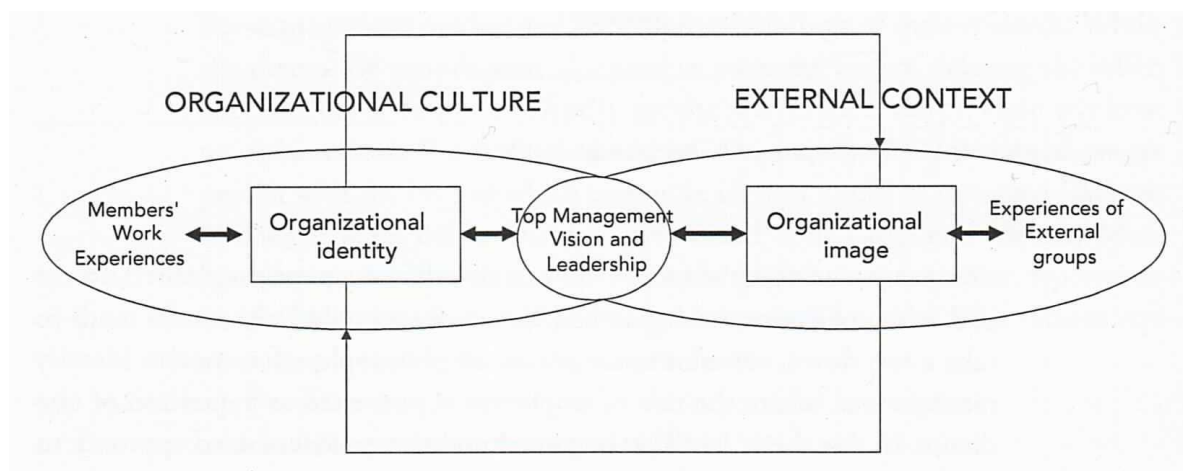 ORGANIZATIONAL CULTURE
EXTERNAL CONTEXT
Members'
Work
Experiences
Organizational
identity
Top Management
Vision and
Leadership
Organizational
image
Experiences of
External
groups